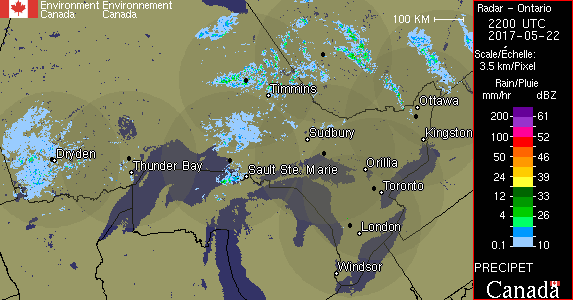 Environment Environnement
Canada Canada
100 KM
Radar – Ontario
2200 UTC
2017-05-22
Scale/Échelle:
3.5 km/Pixel
Rain/Pluie
mm/hr dBZ
200 61
100 52
50 46
24 39
12 33
4 26
0.1 10
PRECIPET
Canada
Timmins
Ottawa
Sudbury
Kingston
Dryden
Thunder Bay
Sault Ste. Marie
Orillia
Toronto
London
Windsor